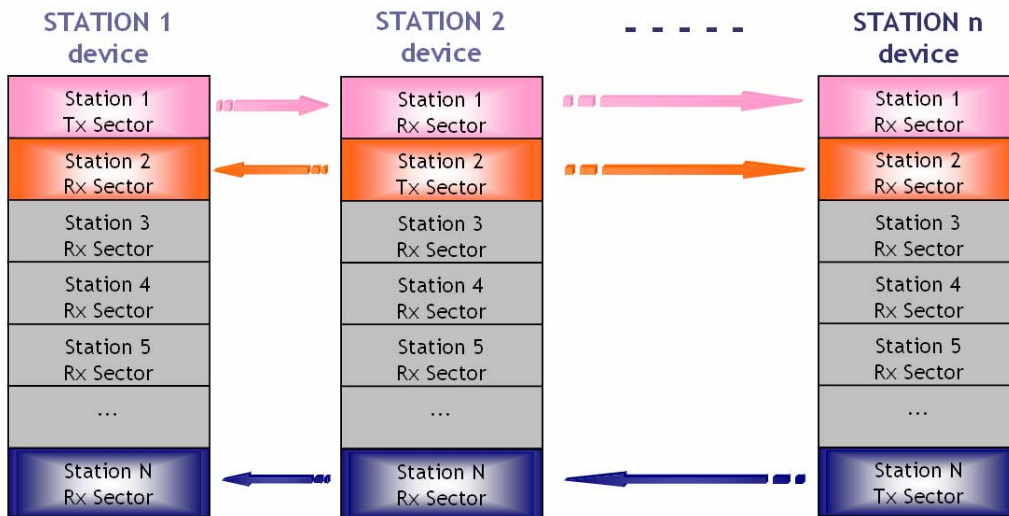 STATION 1
device
Station 1
Tx Sector
Station 2
Rx Sector
Station 3
Rx Sector
Station 4
Rx Sector
Station 5
Rx Sector
...
Station N
Rx Sector
STATION 2
device
Station 1
Rx Sector
Station 2
Tx Sector
Station 3
Rx Sector
Station 4
Rx Sector
Station 5
Rx Sector
...
Station N
Rx Sector
- - - - -
STATION n
device
Station 1
Rx Sector
Station 2
Rx Sector
Station 3
Rx Sector
Station 4
Rx Sector
Station 5
Rx Sector
...
Station N
Tx Sector